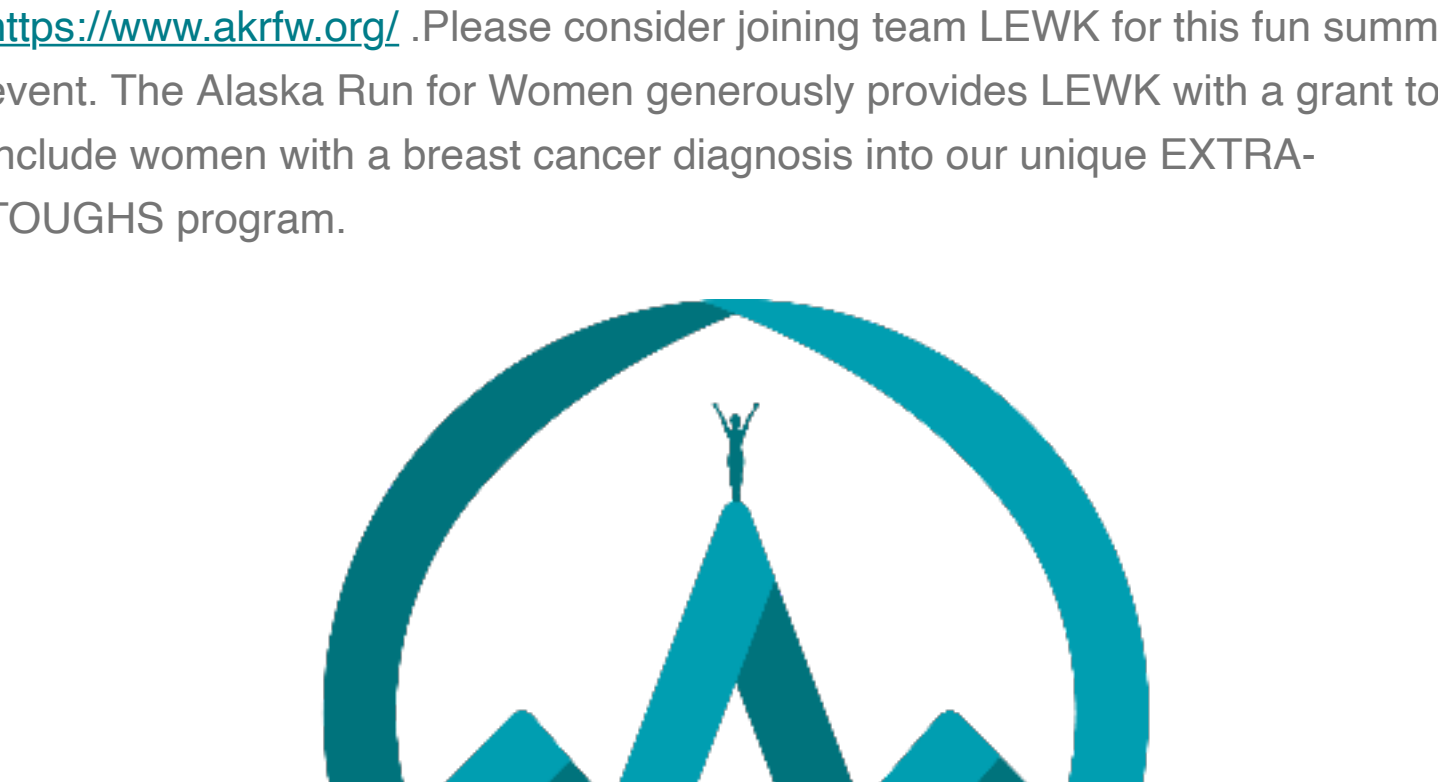 https://www.akrfw.org/ .Please consider joining team LEWK for this fun summ
event. The Alaska Run for Women generously provides LEWK with a grant to
include women with a breast cancer diagnosis into our unique EXTRA-
TOUGHS program.